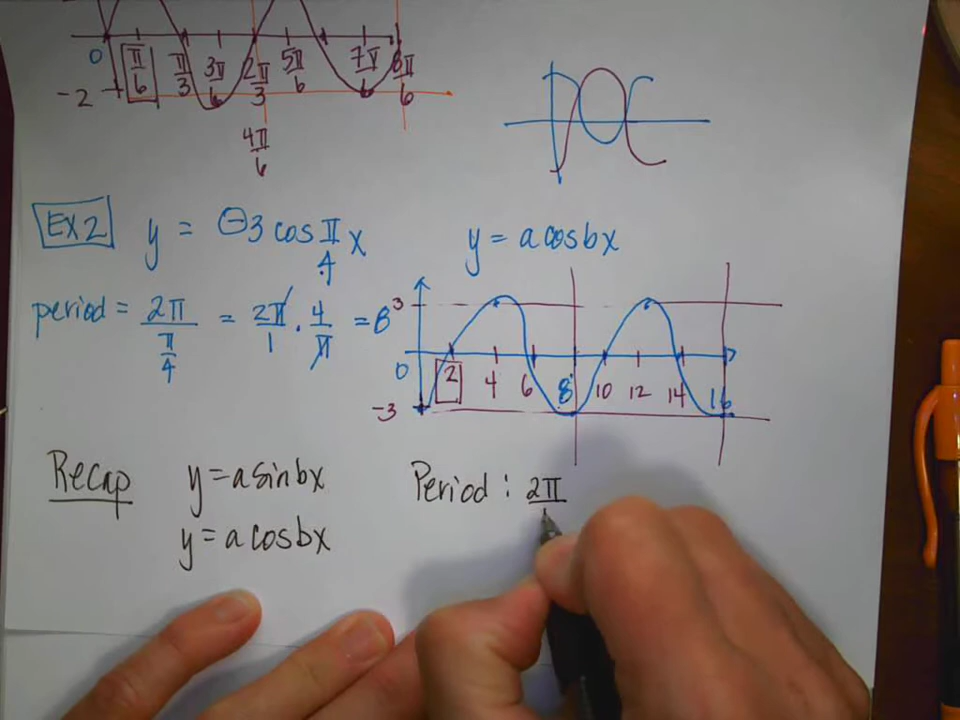 0 π/6 π/3 3π/6 2π/3 5π/6 7π/6 8π/6
-2
4π/6
Ex 2 y = -3 cos π/4 x y = a cos bx
period = 2π/(π/4) = 2π/1 · 4/π = 8
3
0 2 4 6 8 10 12 14 16
-3
Recap y = a sin bx Period : 2π
y = a cos bx